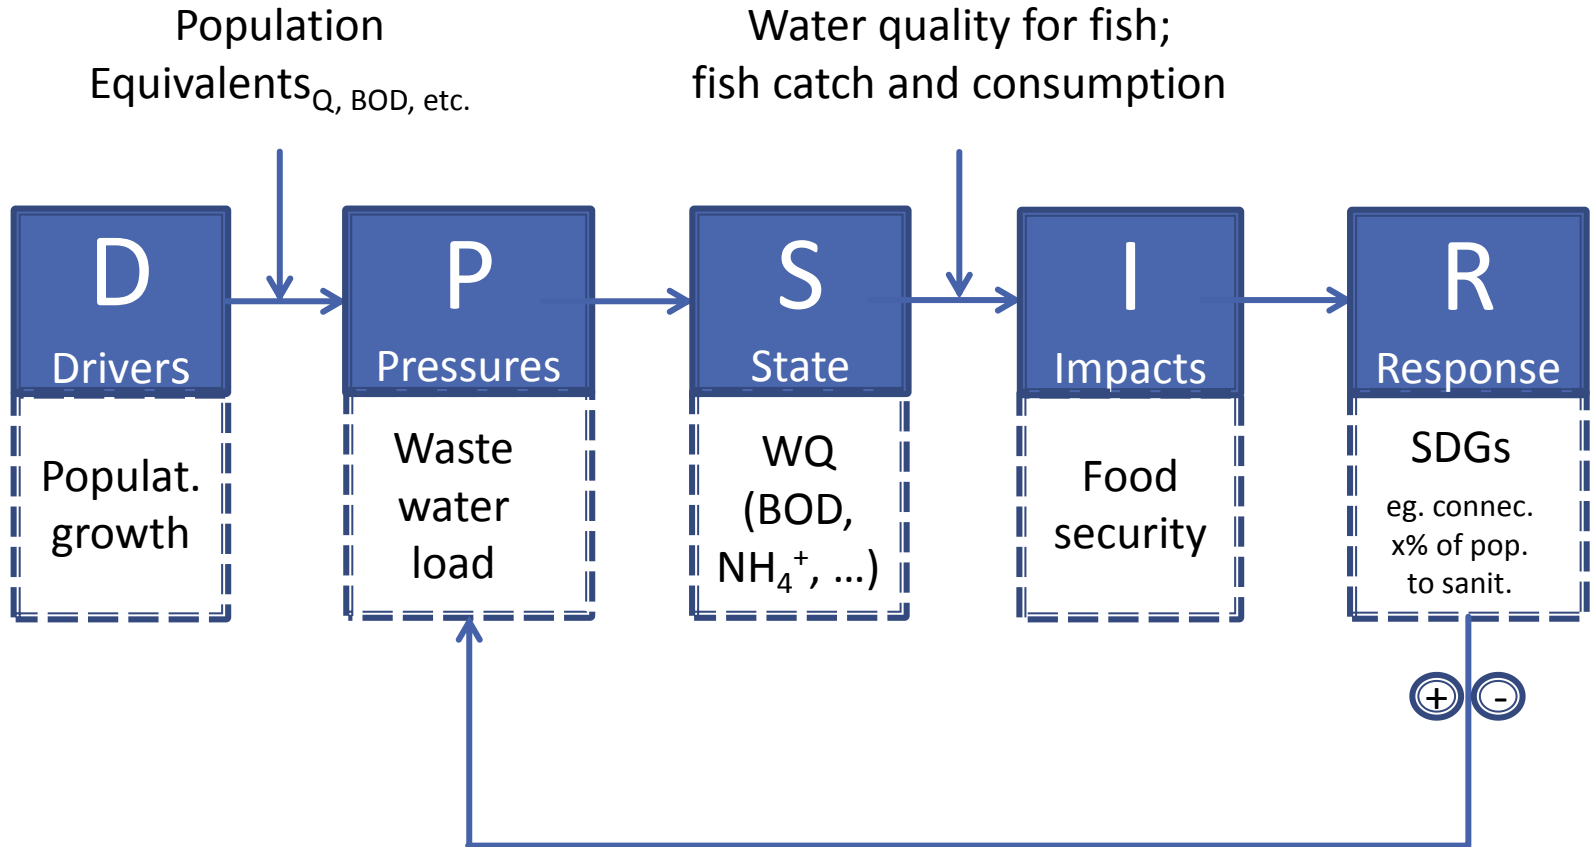 Population
Equivalents Q, BOD, etc.
Water quality for fish;
fish catch and consumption
D
Drivers
P
Pressures
S
State
I
Impacts
R
Response
Populat.
growth
Waste
water
load
WQ
(BOD,
NH₄⁺, ...)
Food
security
SDGs
eg. connec.
x% of pop.
to sanit.
+ -